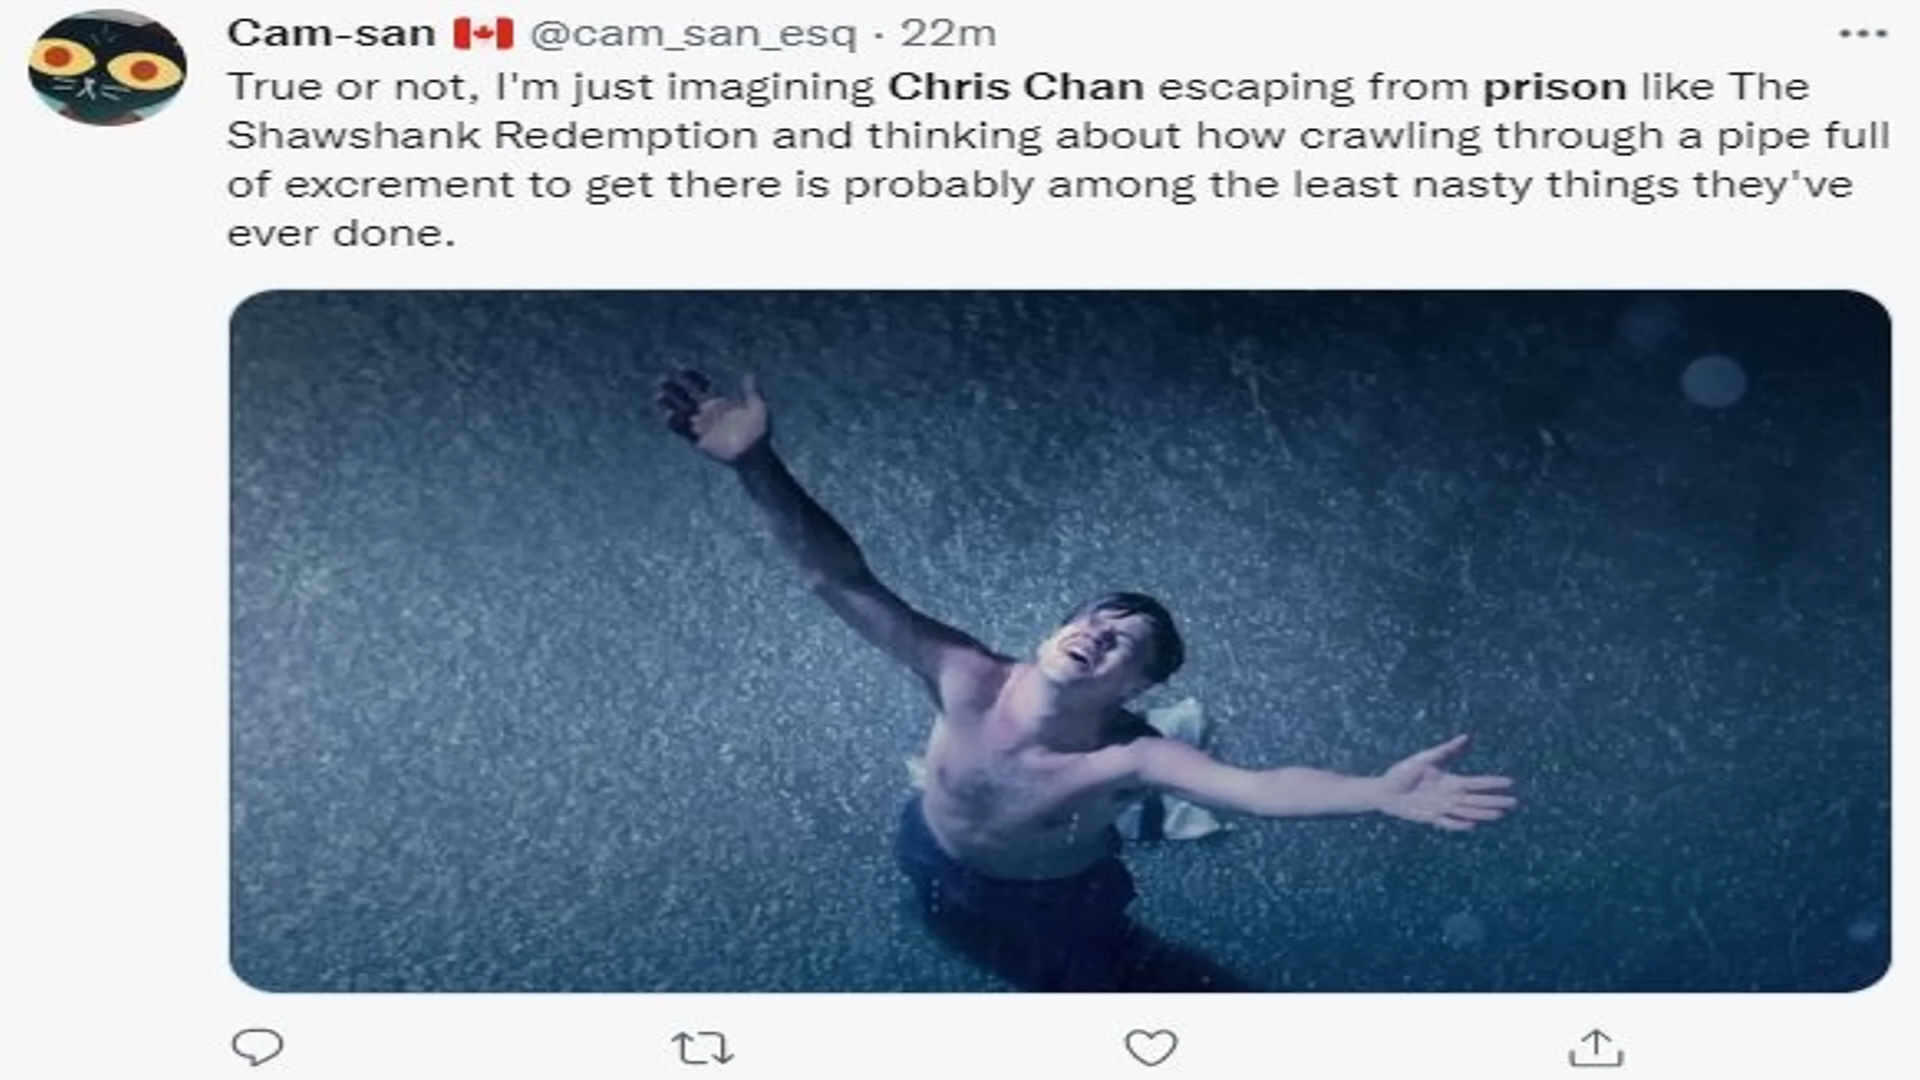 Cam-san 🇨🇦 @cam_san_esq · 22m
True or not, I'm just imagining Chris Chan escaping from prison like The
Shawshank Redemption and thinking about how crawling through a pipe full
of excrement to get there is probably among the least nasty things they've
ever done.